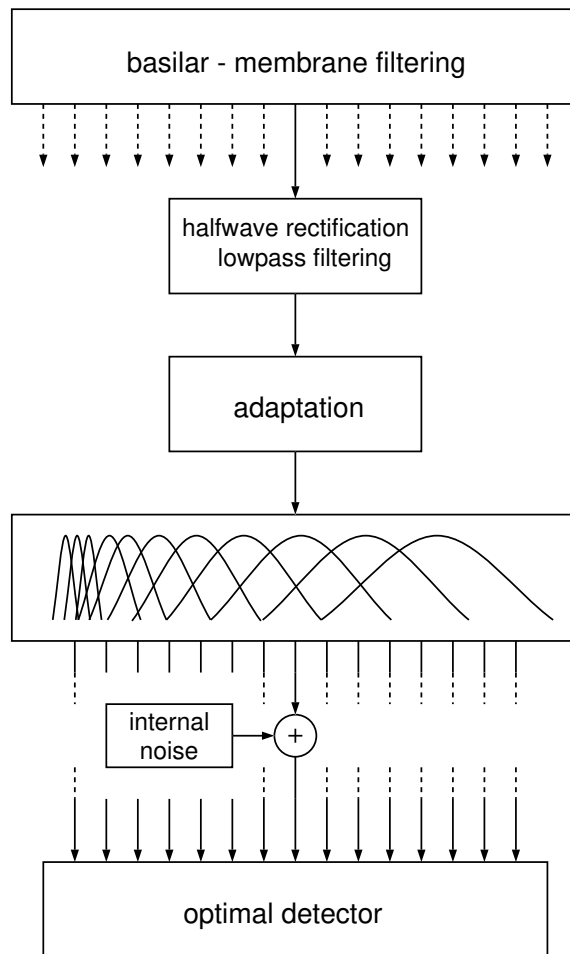 basilar - membrane filtering
halfwave rectification
lowpass filtering
adaptation
internal
noise
+
optimal detector